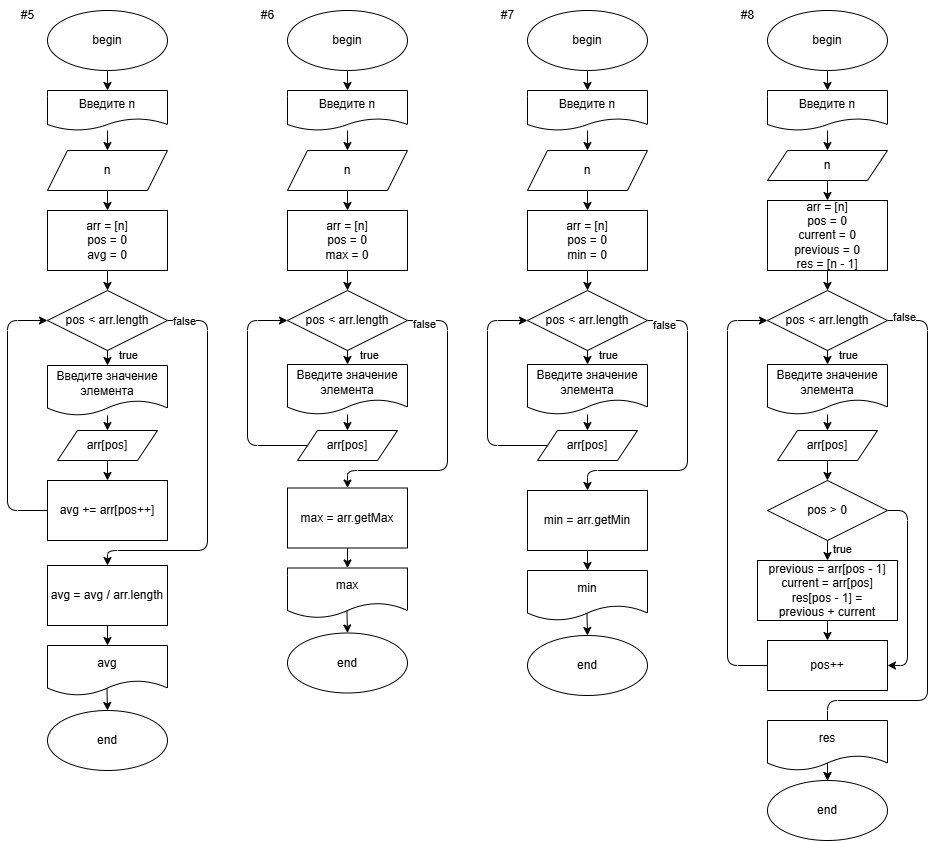 #5
begin
Введите n
n
arr = [n]
pos = 0
avg = 0
pos < arr.length
false
true
Введите значение
элемента
arr[pos]
avg += arr[pos++]
avg = avg / arr.length
avg
end
#6
begin
Введите n
n
arr = [n]
pos = 0
max = 0
pos < arr.length
false
true
Введите значение
элемента
arr[pos]
max = arr.getMax
max
end
#7
begin
Введите n
n
arr = [n]
pos = 0
min = 0
pos < arr.length
false
true
Введите значение
элемента
arr[pos]
min = arr.getMin
min
end
#8
begin
Введите n
n
arr = [n]
pos = 0
current = 0
previous = 0
res = [n - 1]
pos < arr.length
false
true
Введите значение
элемента
arr[pos]
pos > 0
true
previous = arr[pos - 1]
current = arr[pos]
res[pos - 1] =
previous + current
pos++
res
end